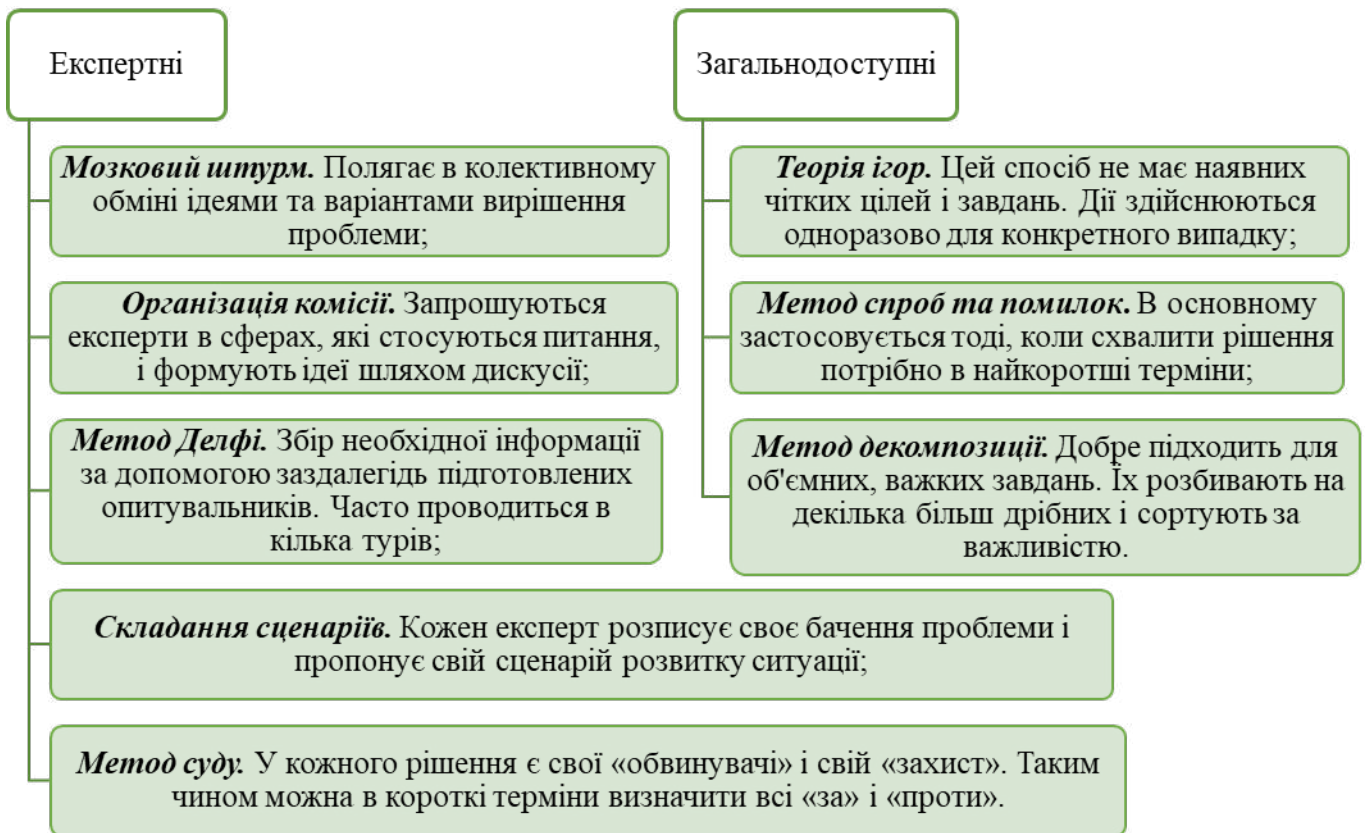 Експертні
Мозковий штурм. Полягає в колективному
обміні ідеями та варіантами вирішення
проблеми;
Організація комісії. Запрошуються
експерти в сферах, які стосуються питання,
і формують ідеї шляхом дискусії;
Метод Делфі. Збір необхідної інформації
за допомогою заздалегідь підготовлених
опитувальників. Часто проводиться в
кілька турів;
Складання сценаріїв. Кожен експерт розписує своє бачення проблеми і
пропонує свій сценарій розвитку ситуації;
Метод суду. У кожного рішення є свої «обвинувачі» і свій «захист». Таким
чином можна в короткі терміни визначити всі «за» і «проти».
Загальнодоступні
Теорія ігор. Цей спосіб не має наявних
чітких цілей і завдань. Дії здійснюються
одноразово для конкретного випадку;
Метод спроб та помилок. В основному
застосовується тоді, коли схвалити рішення
потрібно в найкоротші терміни;
Метод декомпозиції. Добре підходить для
об'ємних, важких завдань. Їх розбивають на
декілька більш дрібних і сортують за
важливістю.